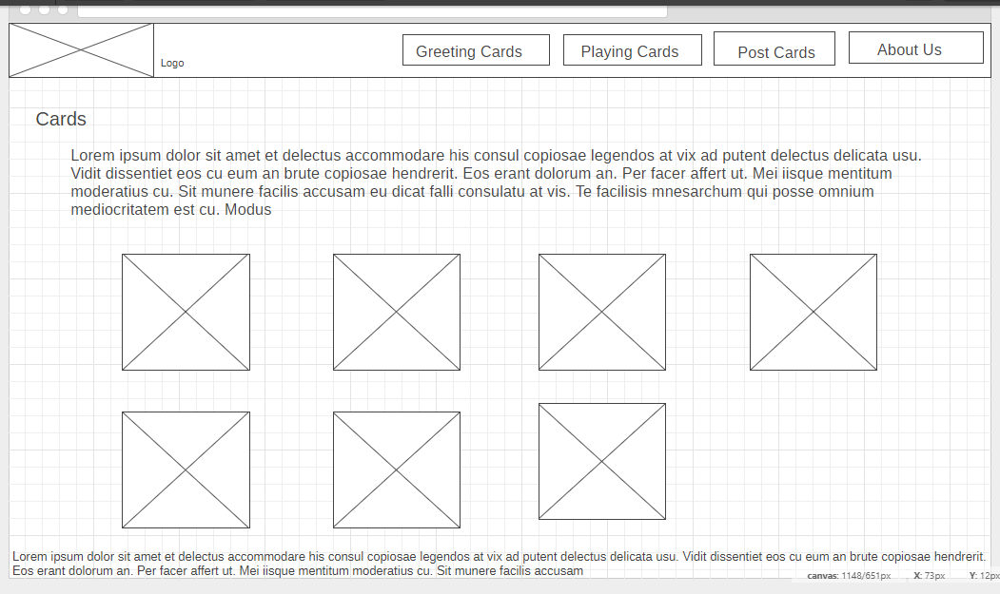 Logo
Greeting Cards
Playing Cards
Post Cards
About Us
Cards
Lorem ipsum dolor sit amet et delectus accommodare his consul copiosae legendos at vix ad putent delectus delicata usu.
Vidit dissentiet eos cu eum an brute copiosae hendrerit. Eos erant dolorum an. Per facer affert ut. Mei iisque mentitum
moderatius cu. Sit munere facilis accusam eu dicat falli consulatu at vis. Te facilisis mnesarchum qui posse omnium
mediocritatem est cu. Modus
Lorem ipsum dolor sit amet et delectus accommodare his consul copiosae legendos at vix ad putent delectus delicata usu. Vidit dissentiet eos cu eum an brute copiosae hendrerit.
Eos erant dolorum an. Per facer affert ut. Mei iisque mentitum moderatius cu. Sit munere facilis accusam
canvas: 1148/651px X: 73px Y: 12px